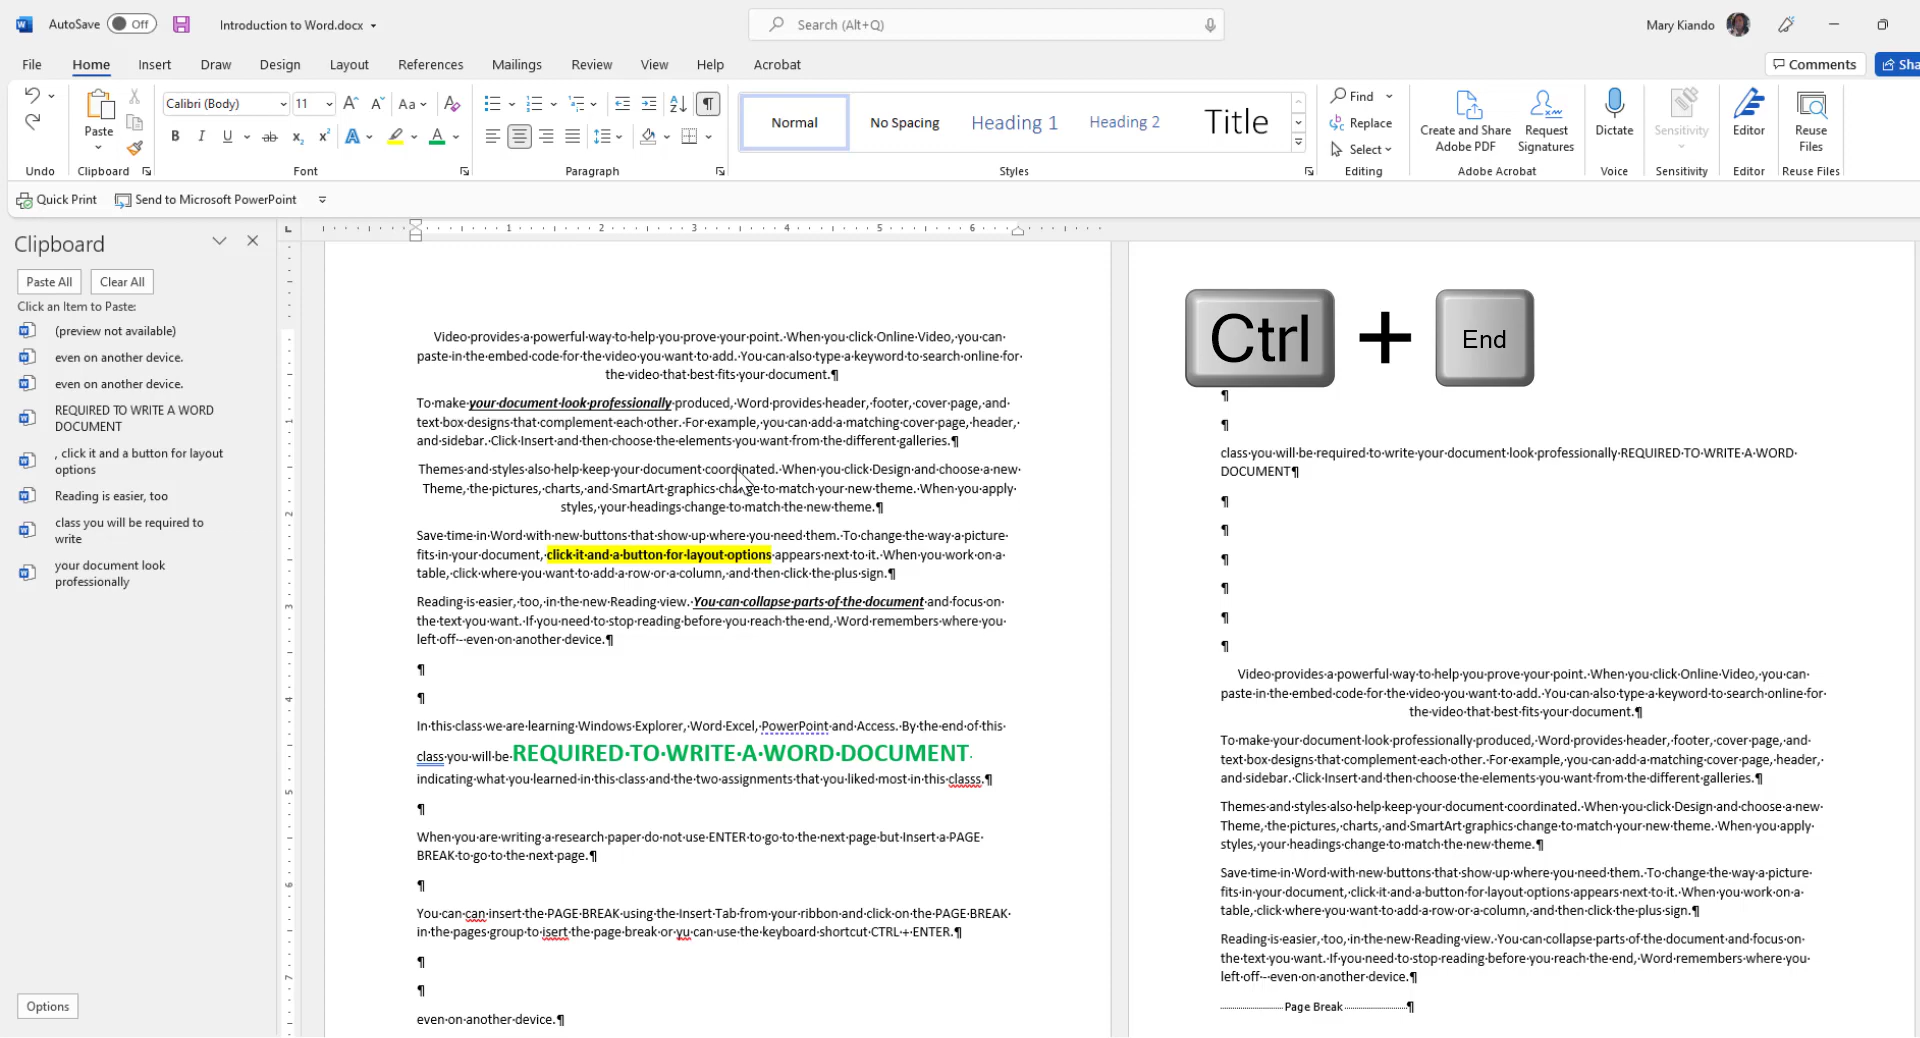 AutoSave Off Introduction to Word.docx Search (Alt+Q) Mary Kiando
File Home Insert Draw Design Layout References Mailings Review View Help Acrobat Comments Sha
Calibri (Body) 11 Aa
Paste
B I U ab x₂ x² A A
Normal No Spacing Heading 1 Heading 2 Title
Find
Replace
Select
Create and Share
Adobe PDF
Request
Signatures
Dictate
Sensitivity
Editor
Reuse
Files
Undo Clipboard Font Paragraph Styles Editing Adobe Acrobat Voice Sensitivity Editor Reuse Files
Quick Print Send to Microsoft PowerPoint
Clipboard
Paste All Clear All
Click an Item to Paste:
(preview not available)
even on another device.
even on another device.
REQUIRED TO WRITE A WORD
DOCUMENT
, click it and a button for layout
options
Reading is easier, too
class you will be required to
write
your document look
professionally
Options
1 2 3 4 5 6
1
2
3
4
5
6
7
Video·provides·a·powerful·way·to·help·you·prove·your·point.·When·you·click·Online·Video,·you·can·
paste·in·the·embed·code·for·the·video·you·want·to·add.·You·can·also·type·a·keyword·to·search·online·for·
the·video·that·best·fits·your·document.¶
To·make·your·document·look·professionally·produced,·Word·provides·header,·footer,·cover·page,·and·
text·box·designs·that·complement·each·other.·For·example,·you·can·add·a·matching·cover·page,·header,·
and·sidebar.·Click·Insert·and·then·choose·the·elements·you·want·from·the·different·galleries.¶
Themes·and·styles·also·help·keep·your·document·coordinated.·When·you·click·Design·and·choose·a·new·
Theme,·the·pictures,·charts,·and·SmartArt·graphics·change·to·match·your·new·theme.·When·you·apply·
styles,·your·headings·change·to·match·the·new·theme.¶
Save·time·in·Word·with·new·buttons·that·show·up·where·you·need·them.·To·change·the·way·a·picture·
fits·in·your·document,·click·it·and·a·button·for·layout·options·appears·next·to·it.·When·you·work·on·a·
table,·click·where·you·want·to·add·a·row·or·a·column,·and·then·click·the·plus·sign.¶
Reading·is·easier,·too,·in·the·new·Reading·view.·You·can·collapse·parts·of·the·document·and·focus·on·
the·text·you·want.·If·you·need·to·stop·reading·before·you·reach·the·end,·Word·remembers·where·you·
left·off·-·even·on·another·device.¶
¶
¶
In·this·class·we·are·learning·Windows·Explorer,·Word·Excel,·PowerPoint·and·Access.·By·the·end·of·this·
class·you·will·be·REQUIRED·TO·WRITE·A·WORD·DOCUMENT·
indicating·what·you·learned·in·this·class·and·the·two·assignments·that·you·liked·most·in·this·classs.¶
¶
When·you·are·writing·a·research·paper·do·not·use·ENTER·to·go·to·the·next·page·but·Insert·a·PAGE·
BREAK·to·go·to·the·next·page.¶
¶
You·can·can·insert·the·PAGE·BREAK·using·the·Insert·Tab·from·your·ribbon·and·click·on·the·PAGE·BREAK·
in·the·pages·group·to·isert·the·page·break·or·yu·can·use·the·keyboard·shortcut·CTRL·+·ENTER.¶
¶
¶
even·on·another·device.¶
Ctrl + End
¶
¶
class·you·will·be·required·to·write·your·document·look·professionally·REQUIRED·TO·WRITE·A·WORD·
DOCUMENT¶
¶
¶
¶
¶
¶
¶
Video·provides·a·powerful·way·to·help·you·prove·your·point.·When·you·click·Online·Video,·you·can·
paste·in·the·embed·code·for·the·video·you·want·to·add.·You·can·also·type·a·keyword·to·search·online·for·
the·video·that·best·fits·your·document.¶
To·make·your·document·look·professionally·produced,·Word·provides·header,·footer,·cover·page,·and·
text·box·designs·that·complement·each·other.·For·example,·you·can·add·a·matching·cover·page,·header,·
and·sidebar.·Click·Insert·and·then·choose·the·elements·you·want·from·the·different·galleries.¶
Themes·and·styles·also·help·keep·your·document·coordinated.·When·you·click·Design·and·choose·a·new·
Theme,·the·pictures,·charts,·and·SmartArt·graphics·change·to·match·your·new·theme.·When·you·apply·
styles,·your·headings·change·to·match·the·new·theme.¶
Save·time·in·Word·with·new·buttons·that·show·up·where·you·need·them.·To·change·the·way·a·picture·
fits·in·your·document,·click·it·and·a·button·for·layout·options·appears·next·to·it.·When·you·work·on·a·
table,·click·where·you·want·to·add·a·row·or·a·column,·and·then·click·the·plus·sign.¶
Reading·is·easier,·too,·in·the·new·Reading·view.·You·can·collapse·parts·of·the·document·and·focus·on·
the·text·you·want.·If·you·need·to·stop·reading·before·you·reach·the·end,·Word·remembers·where·you·
left·off·-·even·on·another·device.¶
Page Break¶